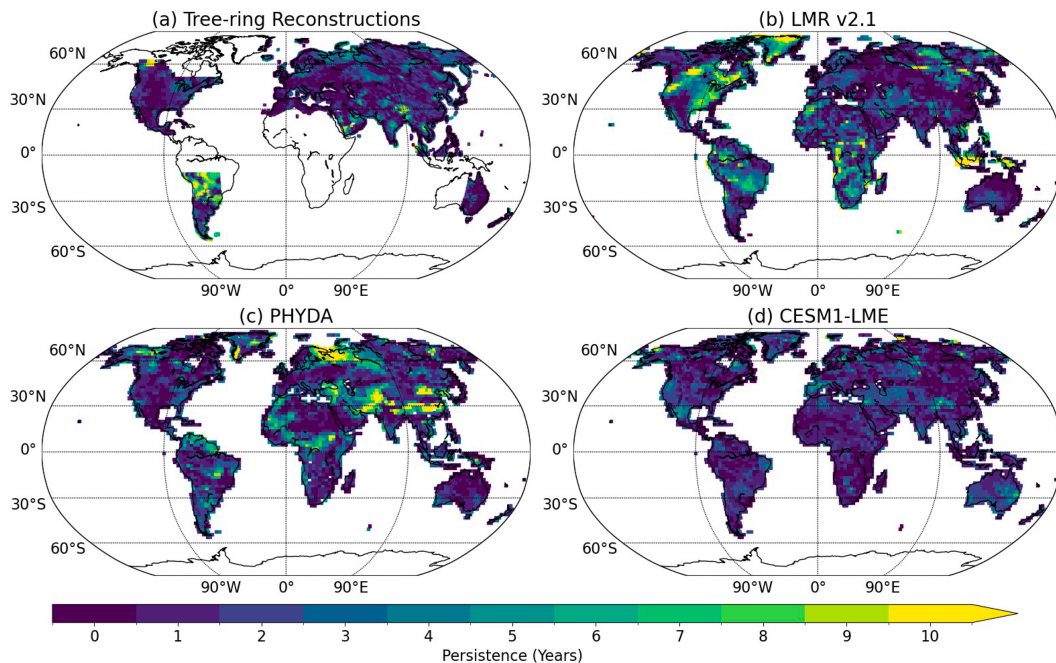 (a) Tree-ring Reconstructions
(b) LMR v2.1
60°N
60°N
30°N
30°N
0°
0°
30°S
30°S
60°S
60°S
90°W 0° 90°E
90°W 0° 90°E
(c) PHYDA
(d) CESM1-LME
60°N
60°N
30°N
30°N
0°
0°
30°S
30°S
60°S
60°S
90°W 0° 90°E
90°W 0° 90°E
0 1 2 3 4 5 6 7 8 9 10
Persistence (Years)